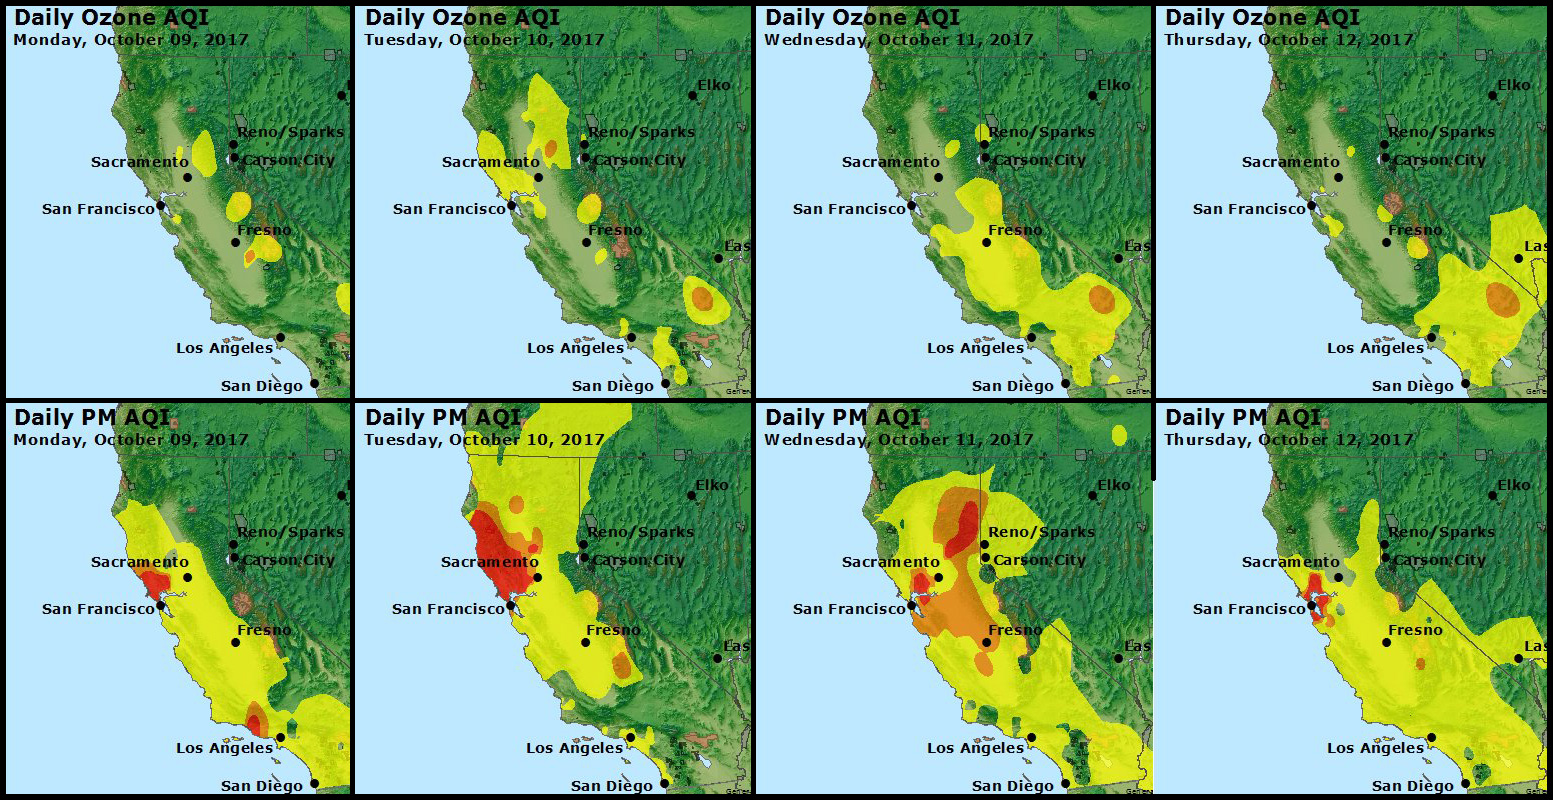 Daily Ozone AQI
Monday, October 09, 2017
Reno/Sparks
Carson City
Sacramento
San Francisco
Fresno
Los Angeles
San Diego
Daily Ozone AQI
Tuesday, October 10, 2017
Elko
Reno/Sparks
Carson City
Sacramento
San Francisco
Fresno
Las
Los Angeles
San Diego
Daily Ozone AQI
Wednesday, October 11, 2017
Elko
Reno/Sparks
Carson City
Sacramento
San Francisco
Fresno
Las
Los Angeles
San Diego
Daily Ozone AQI
Thursday, October 12, 2017
Elko
Reno/Sparks
Carson City
Sacramento
San Francisco
Fresno
Las
Los Angeles
San Diego
Daily PM AQI
Monday, October 09, 2017
Reno/Sparks
Carson City
Sacramento
San Francisco
Fresno
Los Angeles
San Diego
Daily PM AQI
Tuesday, October 10, 2017
Elko
Reno/Sparks
Carson City
Sacramento
San Francisco
Fresno
Las
Los Angeles
San Diego
Daily PM AQI
Wednesday, October 11, 2017
Elko
Reno/Sparks
Carson City
Sacramento
San Francisco
Fresno
Las
Los Angeles
San Diego
Daily PM AQI
Thursday, October 12, 2017
Elko
Reno/Sparks
Carson City
Sacramento
San Francisco
Fresno
Las
Los Angeles
San Diego